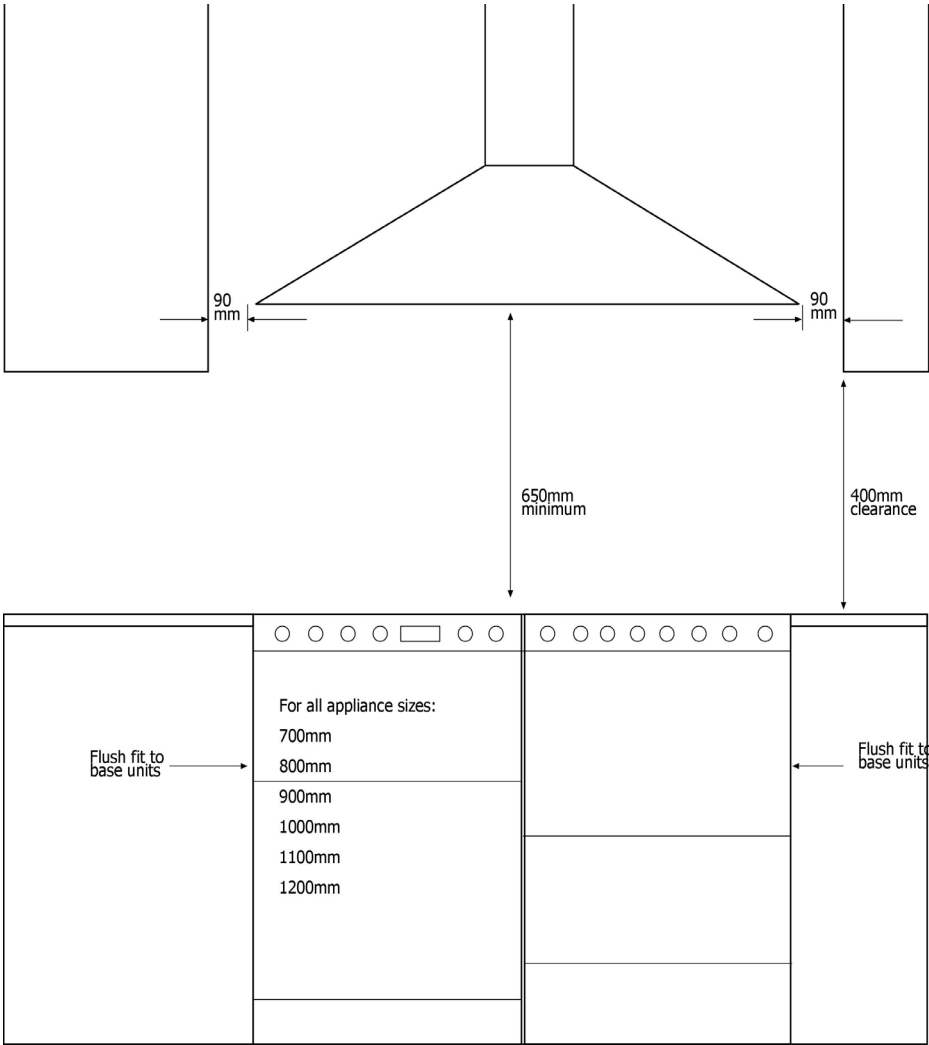 90
mm
90
mm
650mm
minimum
400mm
clearance
For all appliance sizes:
700mm
800mm
900mm
1000mm
1100mm
1200mm
Flush fit to
base units
Flush fit to
base units